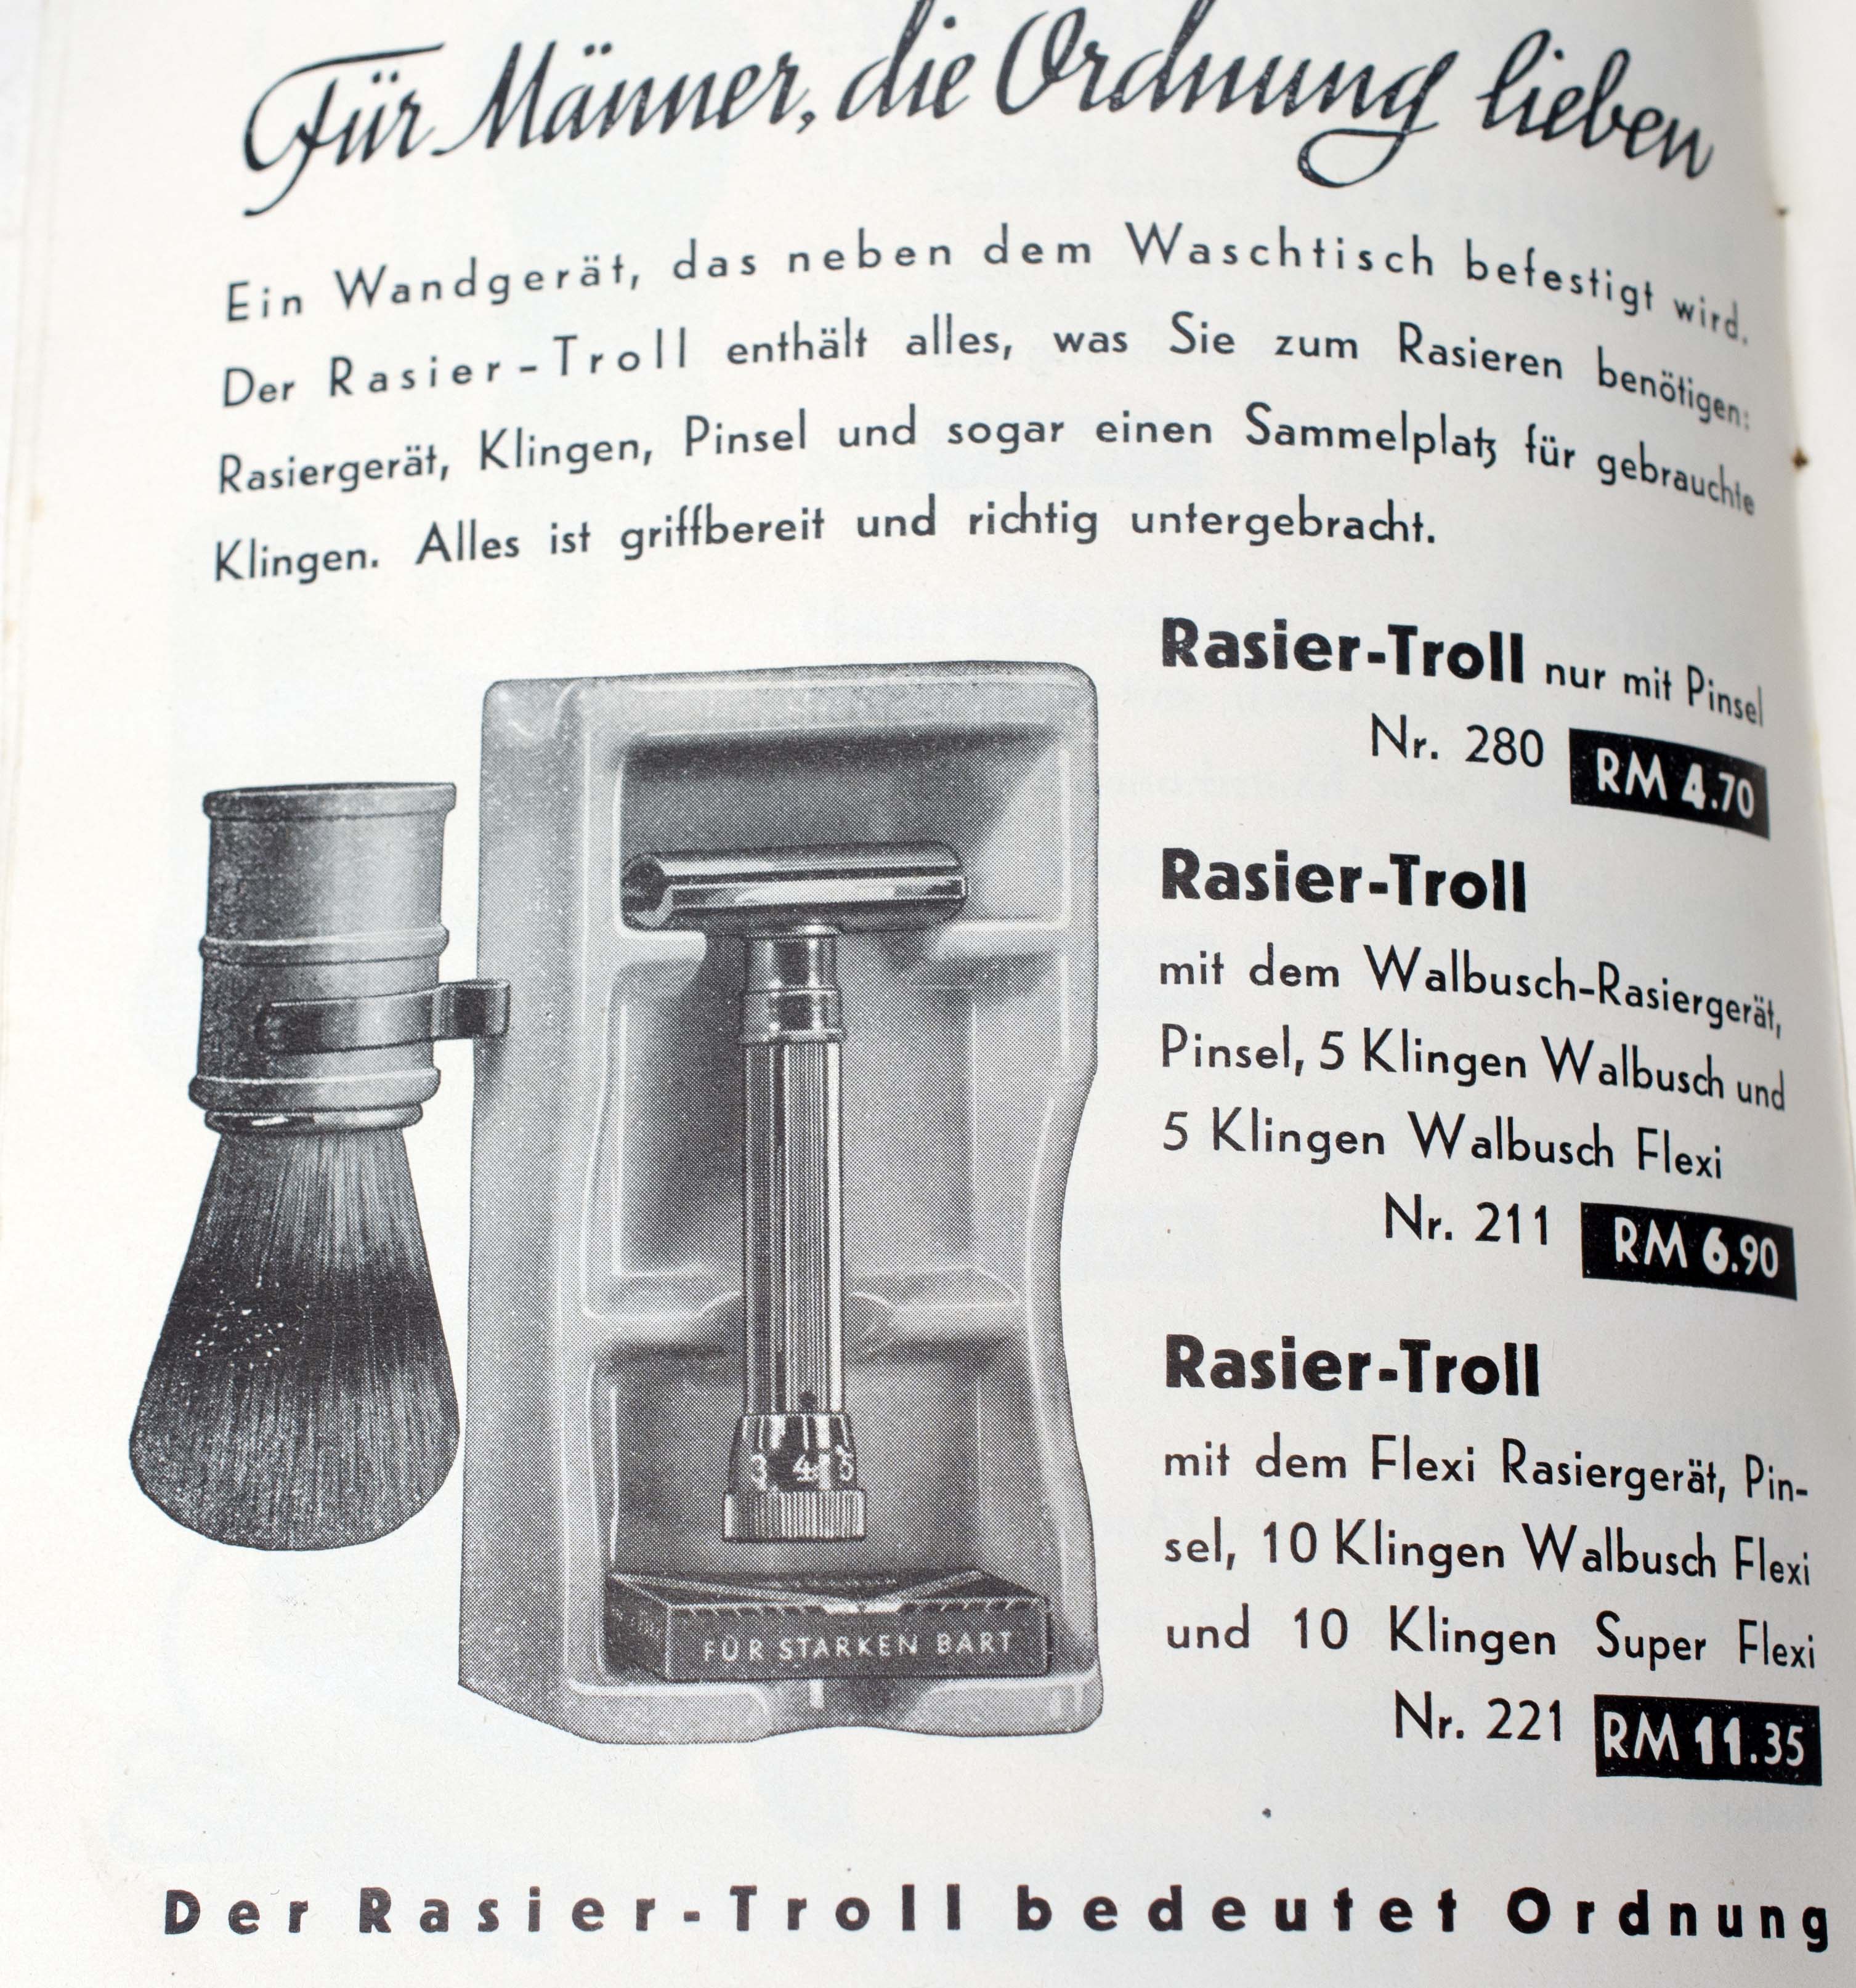 Für Männer, die Ordnung lieben
Ein Wandgerät, das neben dem Waschtisch befestigt wird.
Der Rasier-Troll enthält alles, was Sie zum Rasieren benötigen:
Rasiergerät, Klingen, Pinsel und sogar einen Sammelplatz für gebrauchte
Klingen. Alles ist griffbereit und richtig untergebracht.
Rasier-Troll nur mit Pinsel
Nr. 280 RM 4.70
Rasier-Troll
mit dem Walbusch-Rasiergerät,
Pinsel, 5 Klingen Walbusch und
5 Klingen Walbusch Flexi
Nr. 211 RM 6.90
Rasier-Troll
mit dem Flexi Rasiergerät, Pin-
sel, 10 Klingen Walbusch Flexi
und 10 Klingen Super Flexi
Nr. 221 RM 11.35
3 4 5
FÜR STARKEN BART
Der Rasier-Troll bedeutet Ordnung